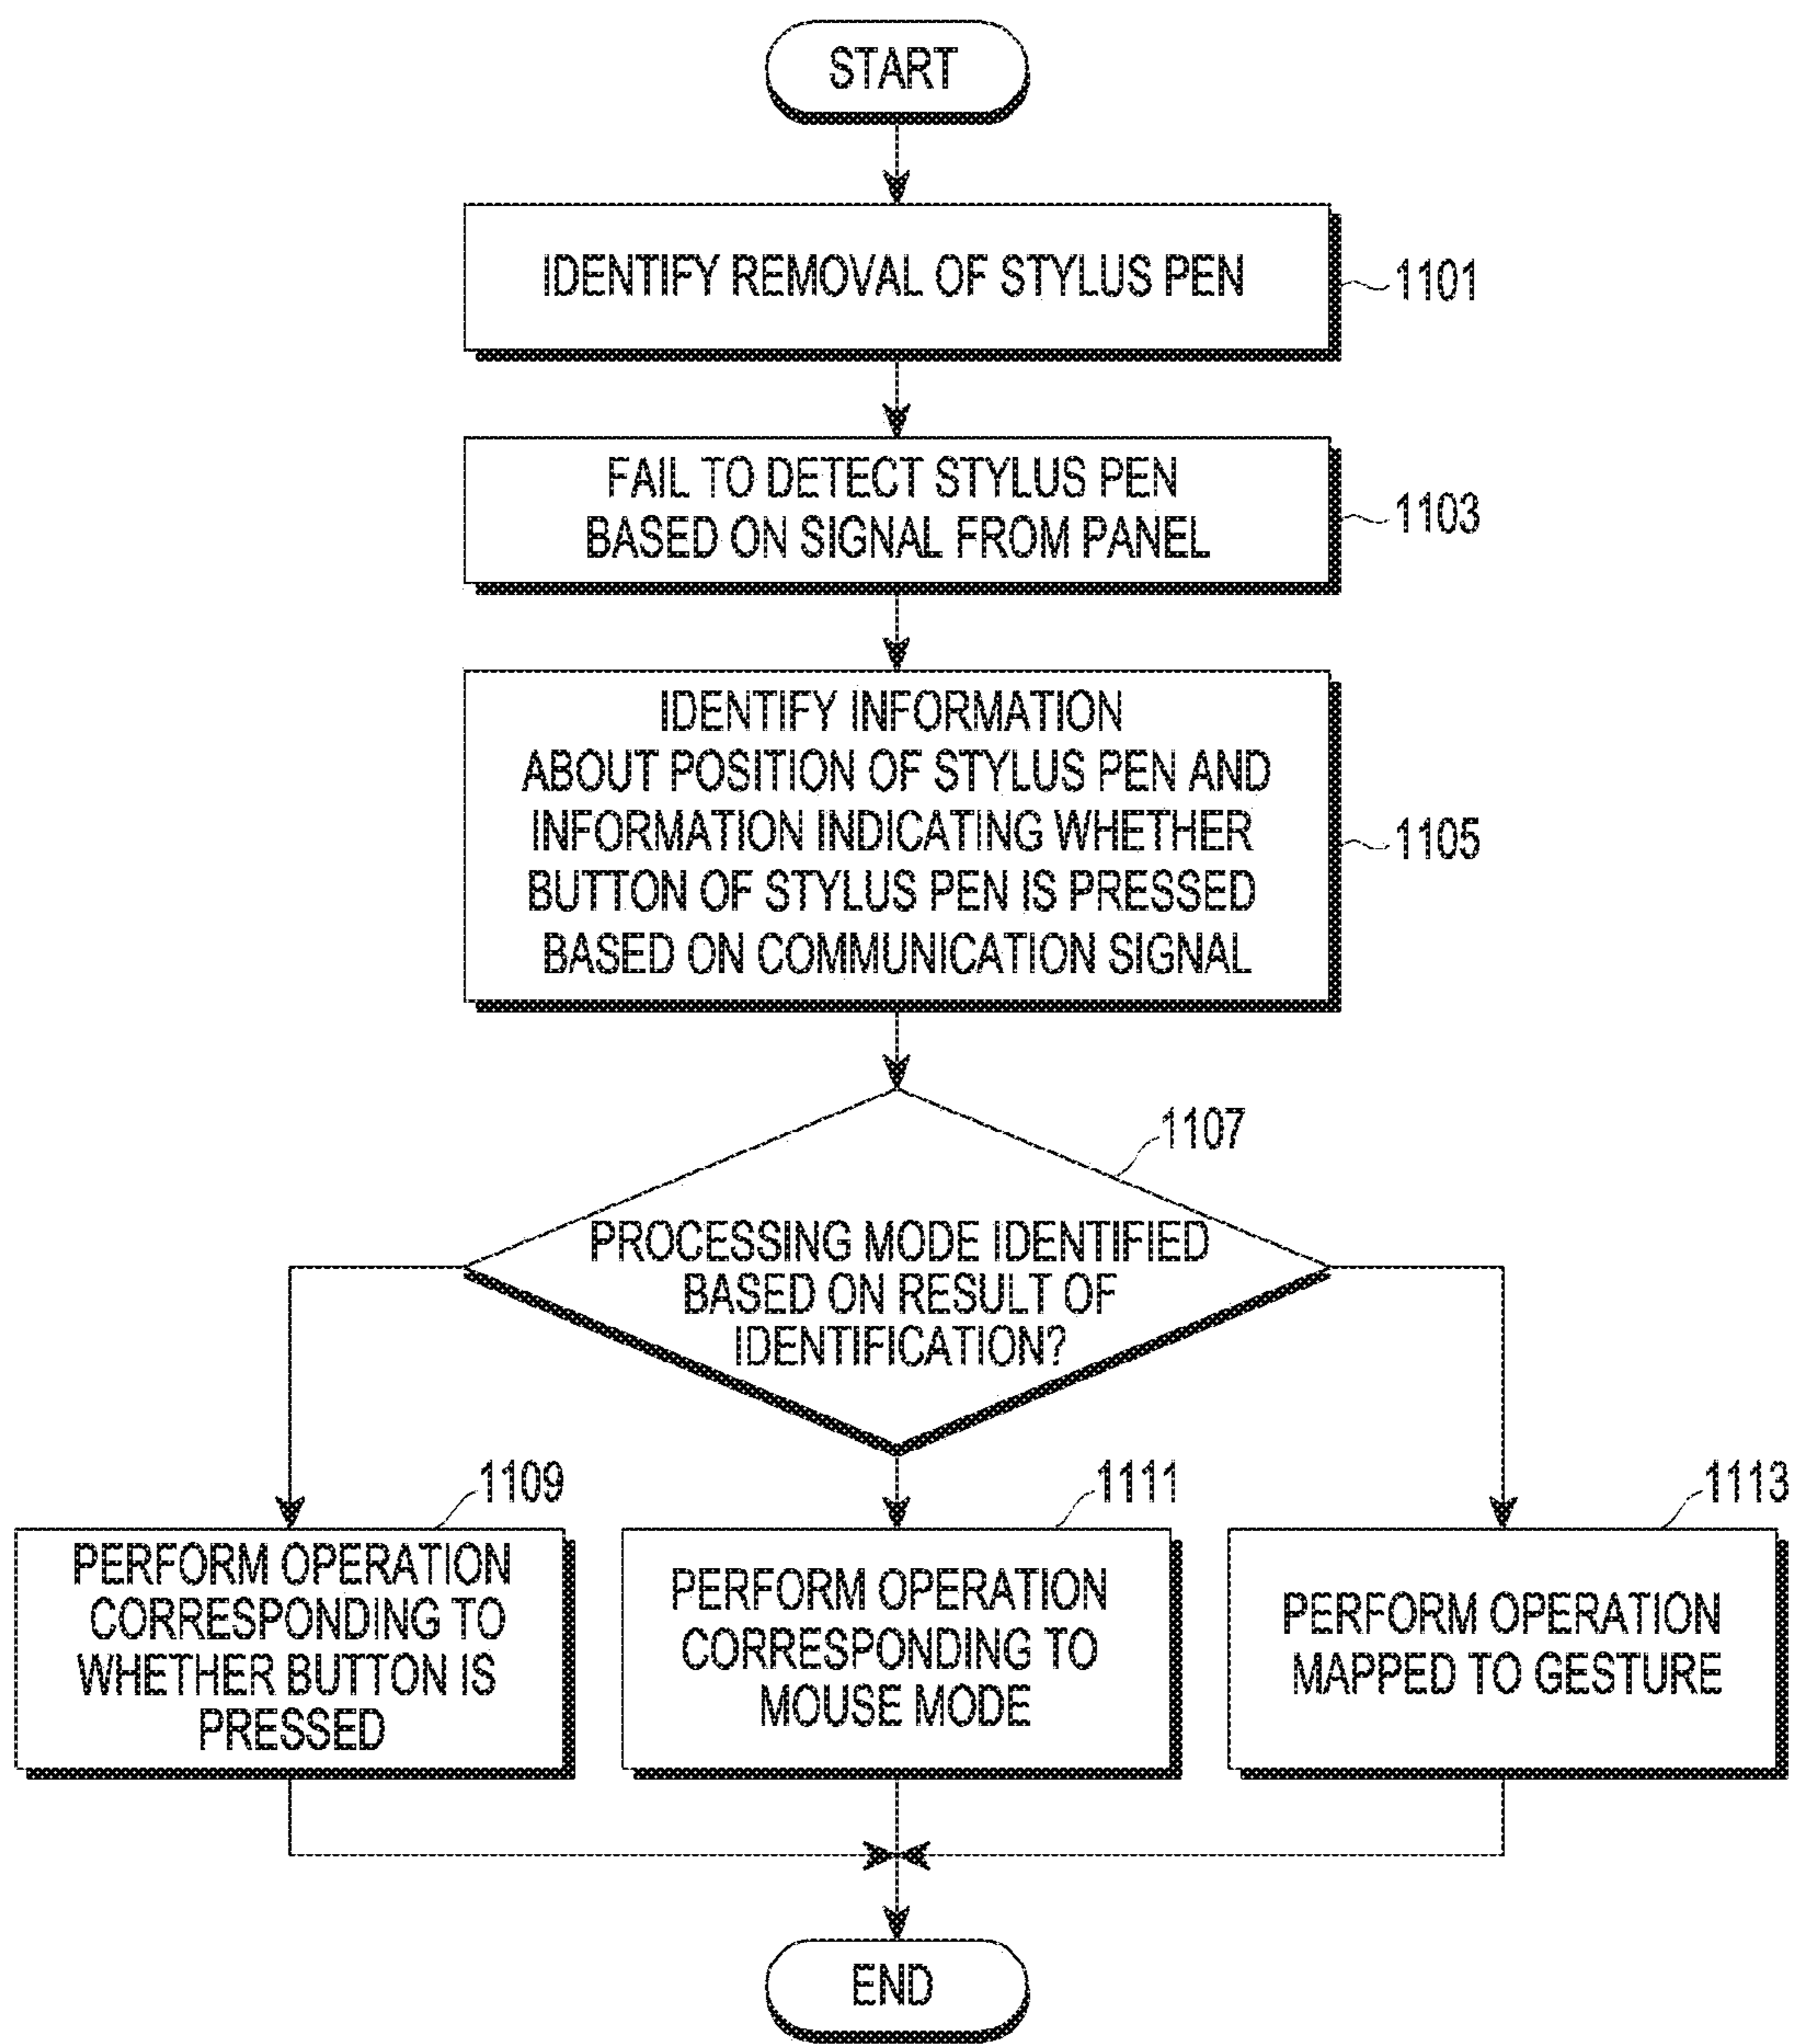 START
IDENTIFY REMOVAL OF STYLUS PEN
1101
FAIL TO DETECT STYLUS PEN
BASED ON SIGNAL FROM PANEL
1103
IDENTIFY INFORMATION
ABOUT POSITION OF STYLUS PEN AND
INFORMATION INDICATING WHETHER
BUTTON OF STYLUS PEN IS PRESSED
BASED ON COMMUNICATION SIGNAL
1105
1107
PROCESSING MODE IDENTIFIED
BASED ON RESULT OF
IDENTIFICATION?
1109
PERFORM OPERATION
CORRESPONDING TO
WHETHER BUTTON IS
PRESSED
1111
PERFORM OPERATION
CORRESPONDING TO
MOUSE MODE
1113
PERFORM OPERATION
MAPPED TO GESTURE
END